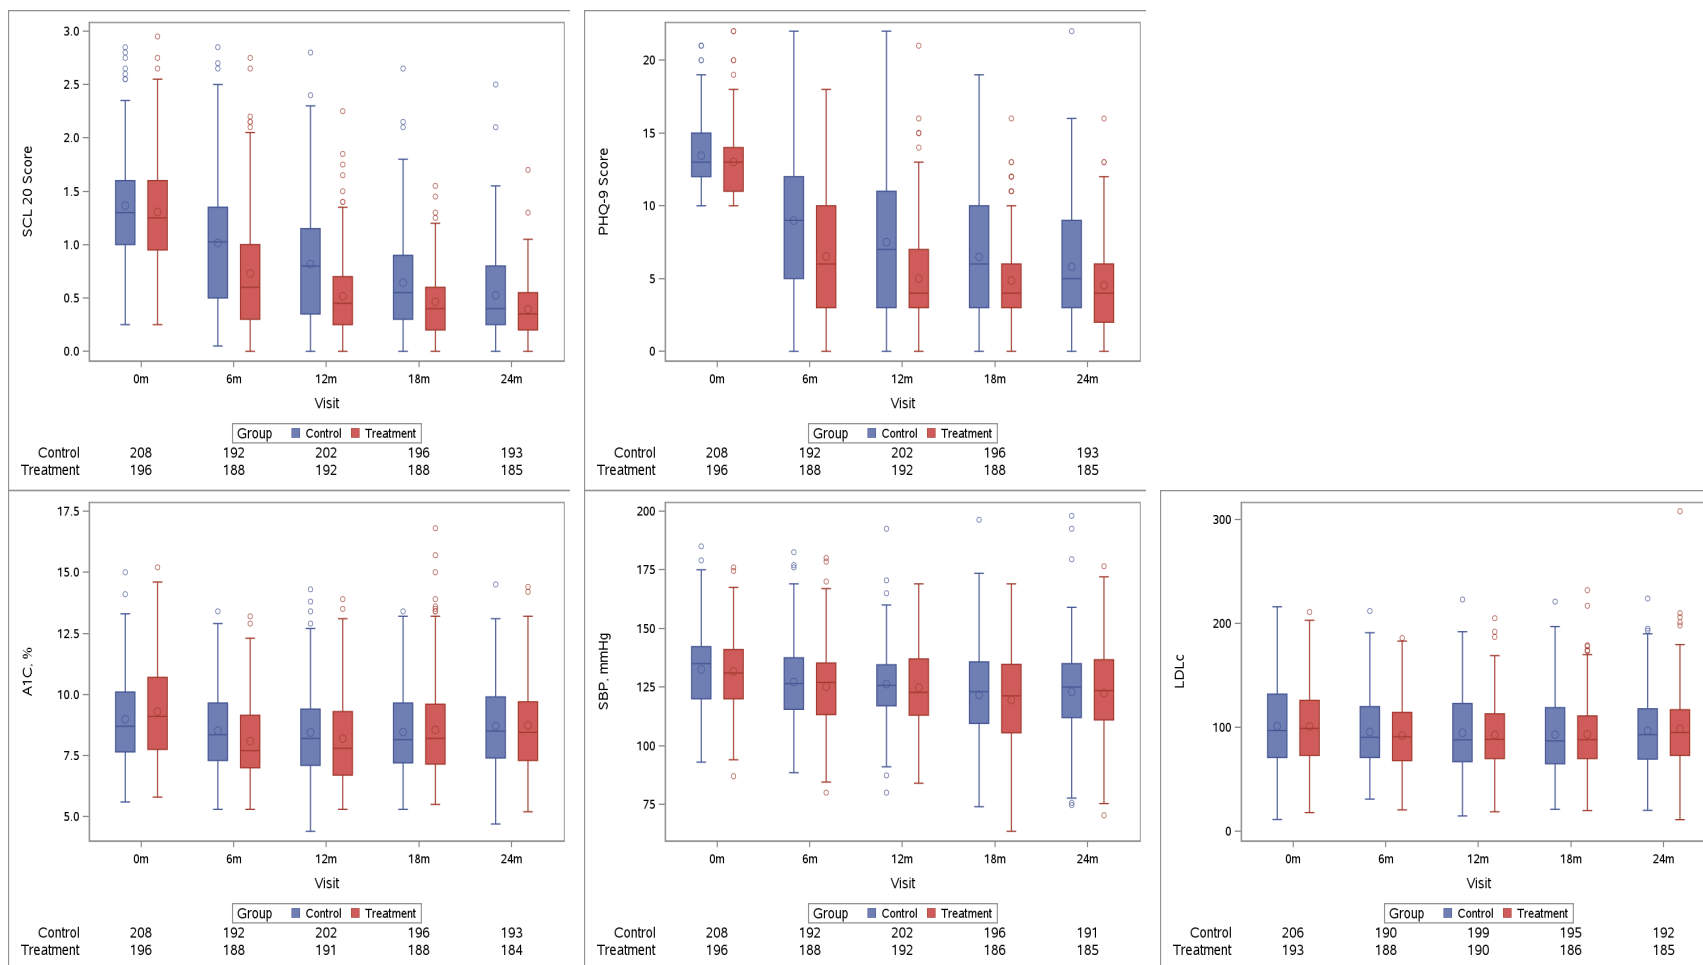 SCL 20 Score
3.0
2.5
2.0
1.5
1.0
0.5
0.0
0m 6m 12m 18m 24m
Visit
Group Control Treatment
Control 208 192 202 196 193
Treatment 196 188 192 188 185
PHQ-9 Score
20
15
10
5
0
0m 6m 12m 18m 24m
Visit
Group Control Treatment
Control 208 192 202 196 193
Treatment 196 188 192 188 185
A1C, %
17.5
15.0
12.5
10.0
7.5
5.0
0m 6m 12m 18m 24m
Visit
Group Control Treatment
Control 208 192 202 196 193
Treatment 196 188 191 188 184
SBP, mmHg
200
175
150
125
100
75
0m 6m 12m 18m 24m
Visit
Group Control Treatment
Control 208 192 202 196 191
Treatment 196 188 192 186 185
LDLc
300
200
100
0
0m 6m 12m 18m 24m
Visit
Group Control Treatment
Control 206 190 199 195 192
Treatment 193 188 190 186 185